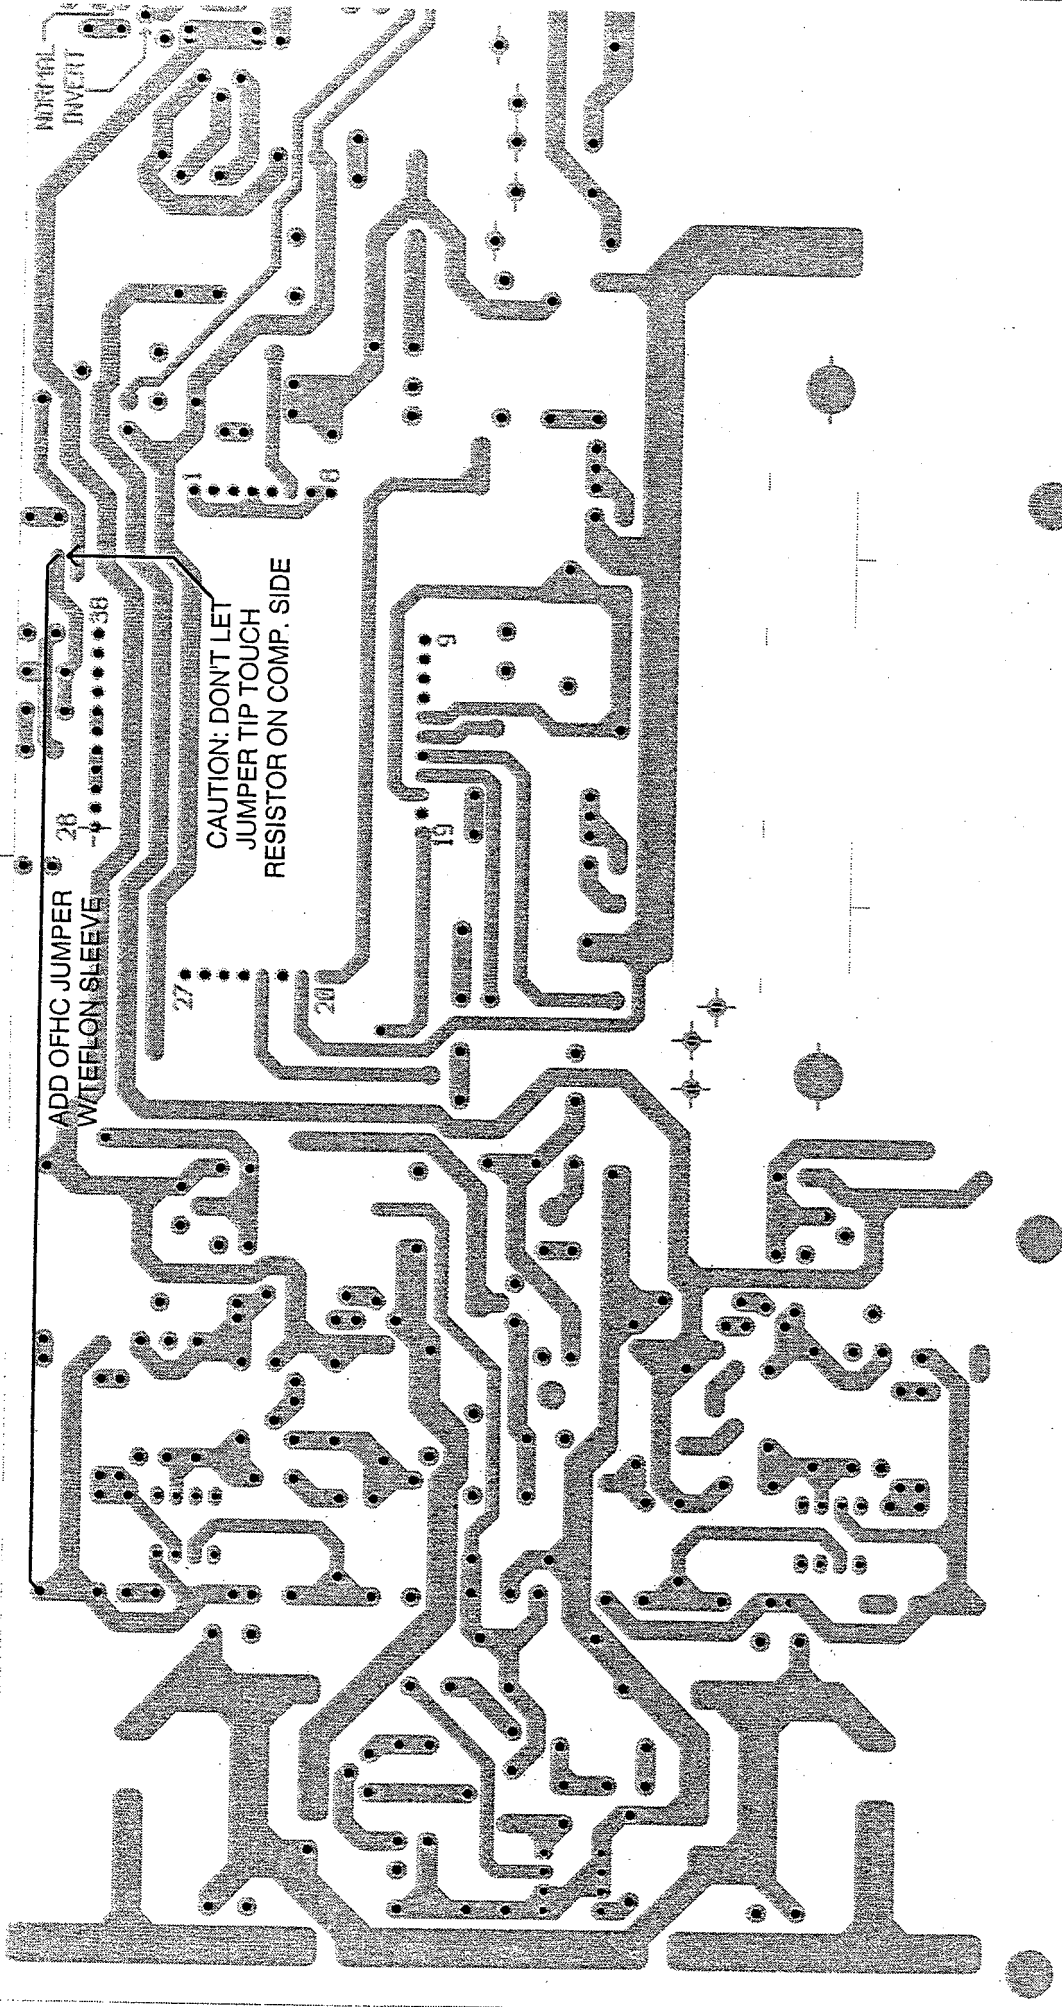 NORMAL
INVERT
1
8
38
CAUTION: DON'T LET
JUMPER TIP TOUCH
RESISTOR ON COMP. SIDE
9
28
19
ADD OFHC JUMPER
W/TEFLON SLEEVE
27
20